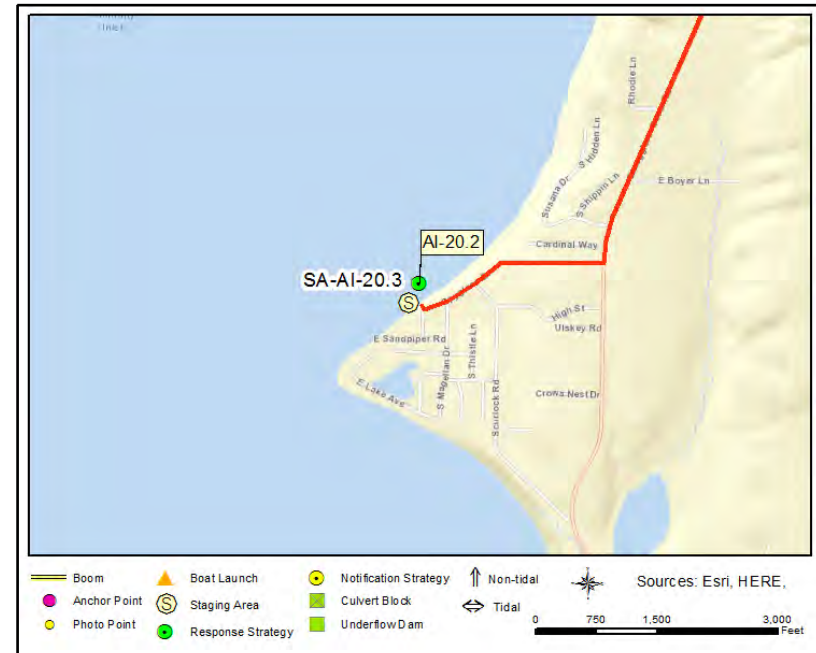 Rhodie Ln
S Hidden Ln
Susana Dr
S Shippin Ln
E Boyer Ln
Cardinal Way
AI-20.2
SA-AI-20.3
S
High St
Ulskey Rd
E Sandpiper Rd
S Thistle Ln
S Magellan Dr
E Lake Ave
Scurlock Rd
Crows Nest Dr
Boom
Anchor Point
Photo Point
Boat Launch
S Staging Area
Response Strategy
Notification Strategy
Culvert Block
Underflow Dam
Non-tidal
Tidal
Sources: Esri, HERE,
0 750 1,500 3,000
Feet